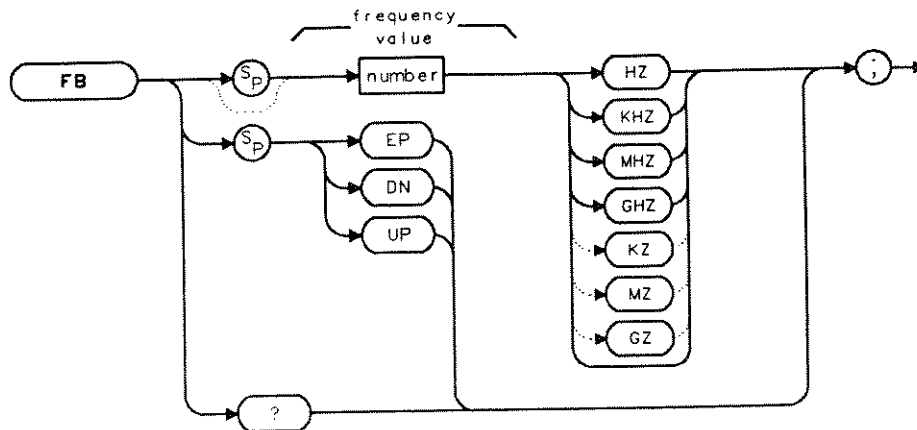 frequency
value
FB
SP
number
HZ
;
KHZ
SP
EP
MHZ
DN
GHZ
UP
KZ
MZ
GZ
?